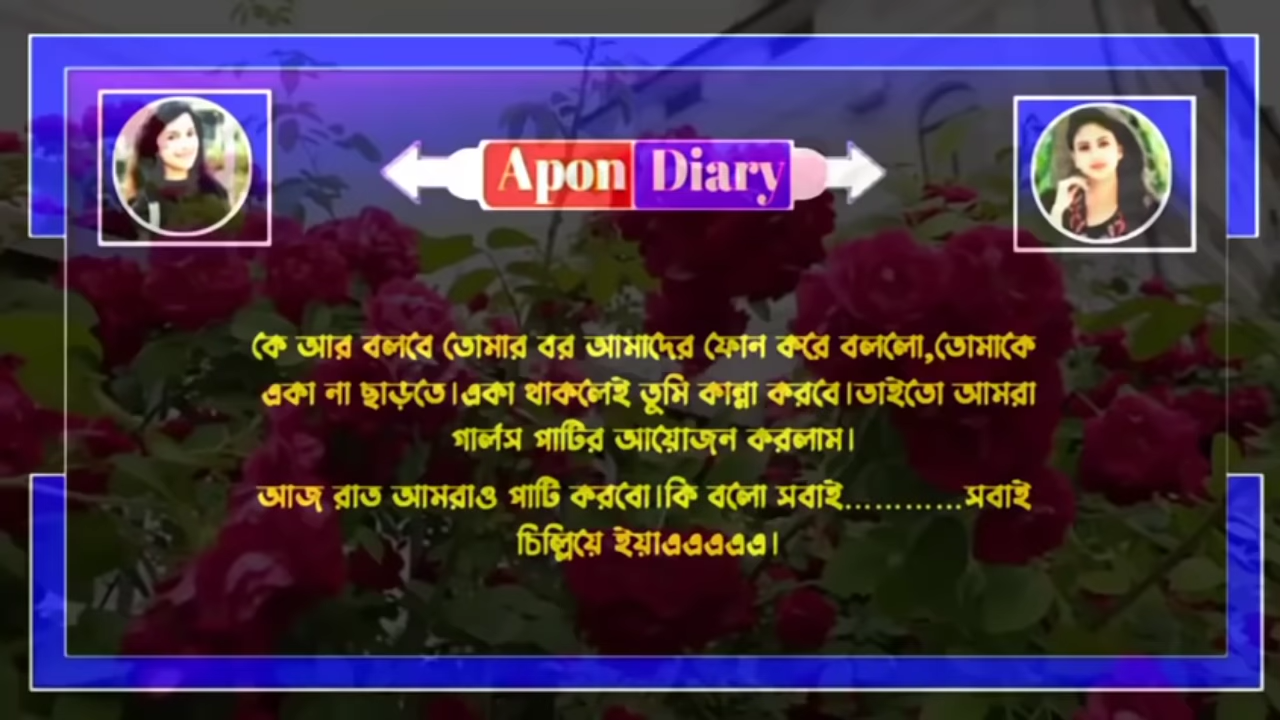 Apon Diary
কে আর বলবে তোমার বর আমাদের ফোন করে বললো,তোমাকে
একা না ছাড়তে।একা থাকলেই তুমি কান্না করবে।তাইতো আমরা
গার্লস পার্টির আয়োজন করলাম।
আজ রাত আমরাও পার্টি করবো।কি বলো সবাই............সবাই
চিল্লিয়ে ইয়াএএএএএ।